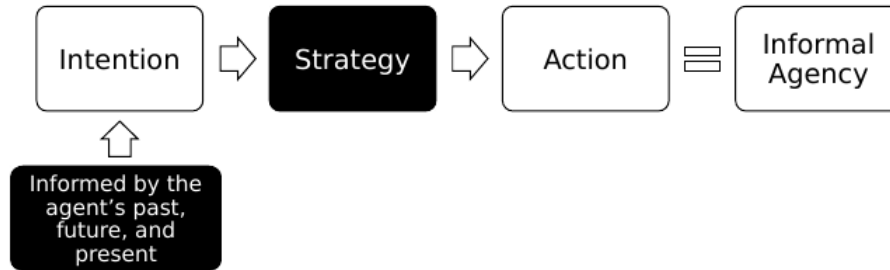 Intention
Strategy
Action
Informal
Agency
Informed by the
agent’s past,
future, and
present